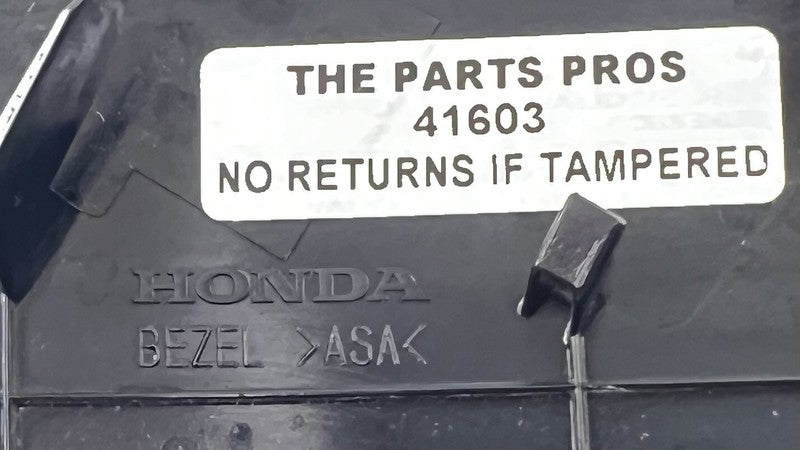 THE PARTS PROS
41603
NO RETURNS IF TAMPERED
HONDA
BEZEL >ASA<